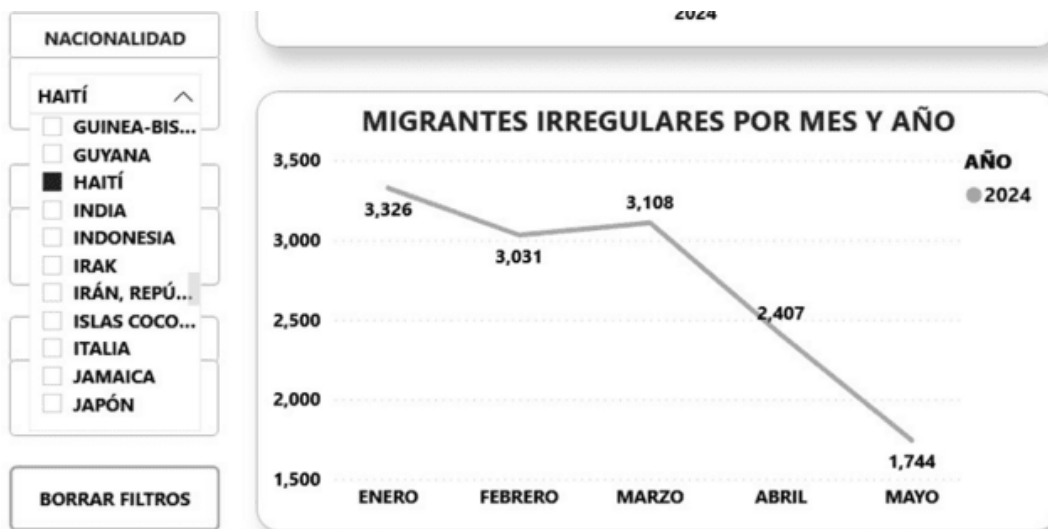 NACIONALIDAD
HAITÍ
GUINEA-BIS...
GUYANA
HAITÍ
INDIA
INDONESIA
IRAK
IRÁN, REPÚ...
ISLAS COCO...
ITALIA
JAMAICA
JAPÓN
BORRAR FILTROS
2024
MIGRANTES IRREGULARES POR MES Y AÑO
AÑO
2024
3,500
3,000
2,500
2,000
1,500
3,326
3,031
3,108
2,407
1,744
ENERO FEBRERO MARZO ABRIL MAYO